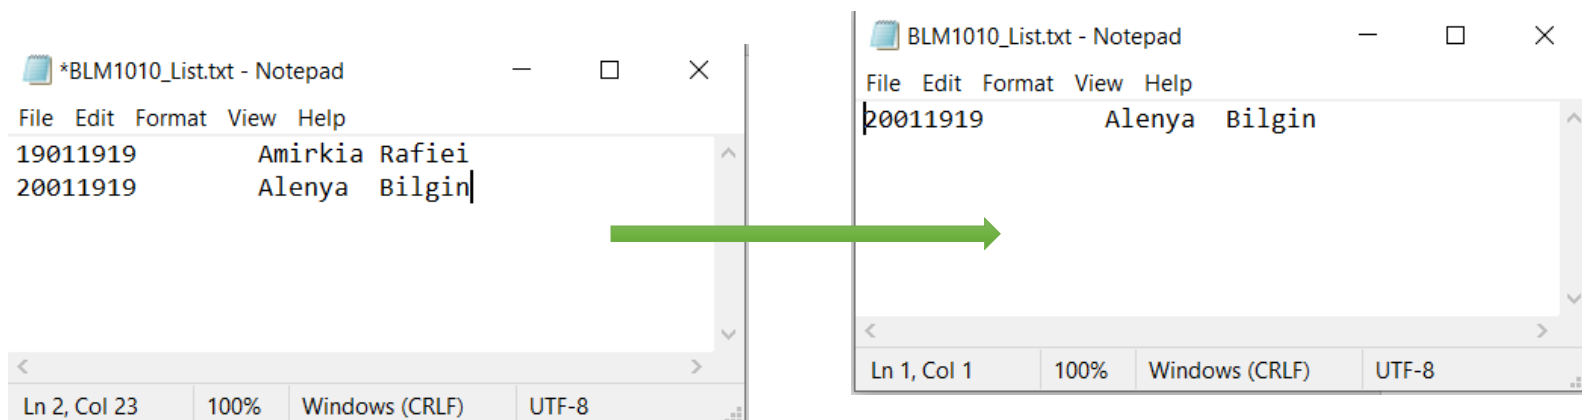 *BLM1010_List.txt - Notepad
File Edit Format View Help
19011919 Amirkia Rafiei
20011919 Alenya Bilgin
Ln 2, Col 23 100% Windows (CRLF) UTF-8
BLM1010_List.txt - Notepad
File Edit Format View Help
20011919 Alenya Bilgin
Ln 1, Col 1 100% Windows (CRLF) UTF-8